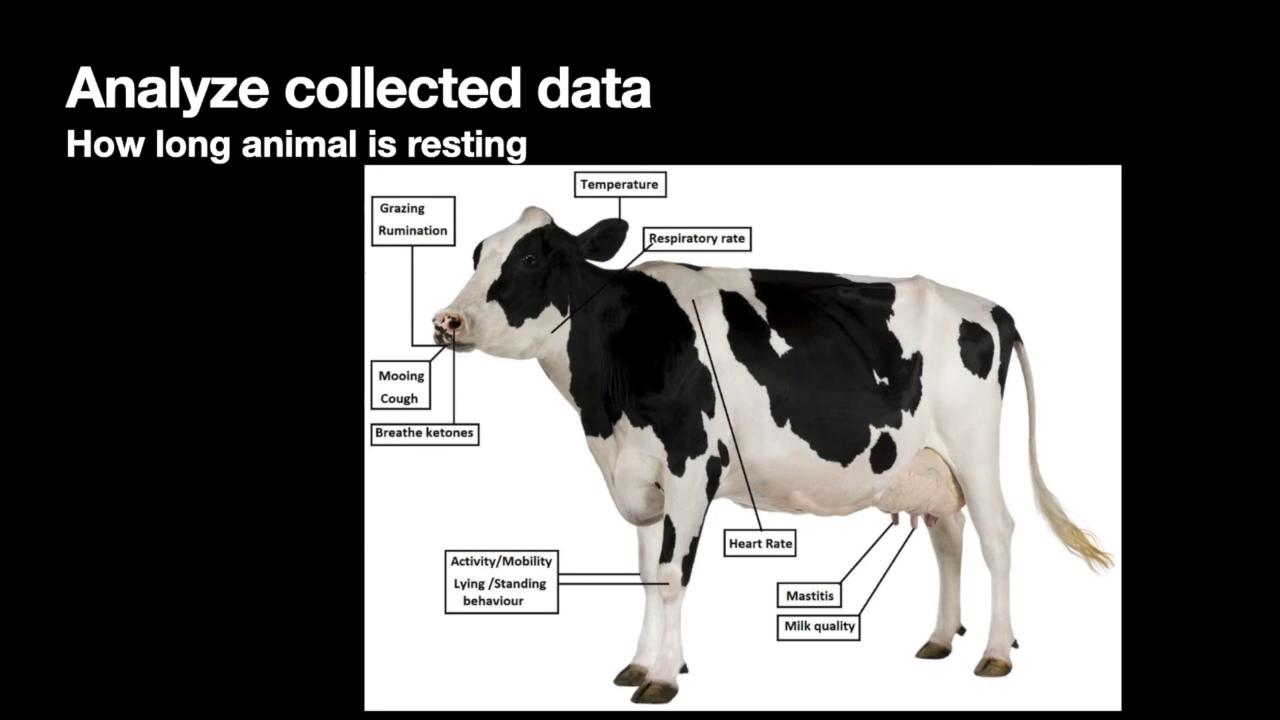 Analyze collected data
How long animal is resting
Temperature
Grazing
Rumination
Respiratory rate
Mooing
Cough
Breathe ketones
Heart Rate
Activity/Mobility
Lying /Standing
behaviour
Mastitis
Milk quality